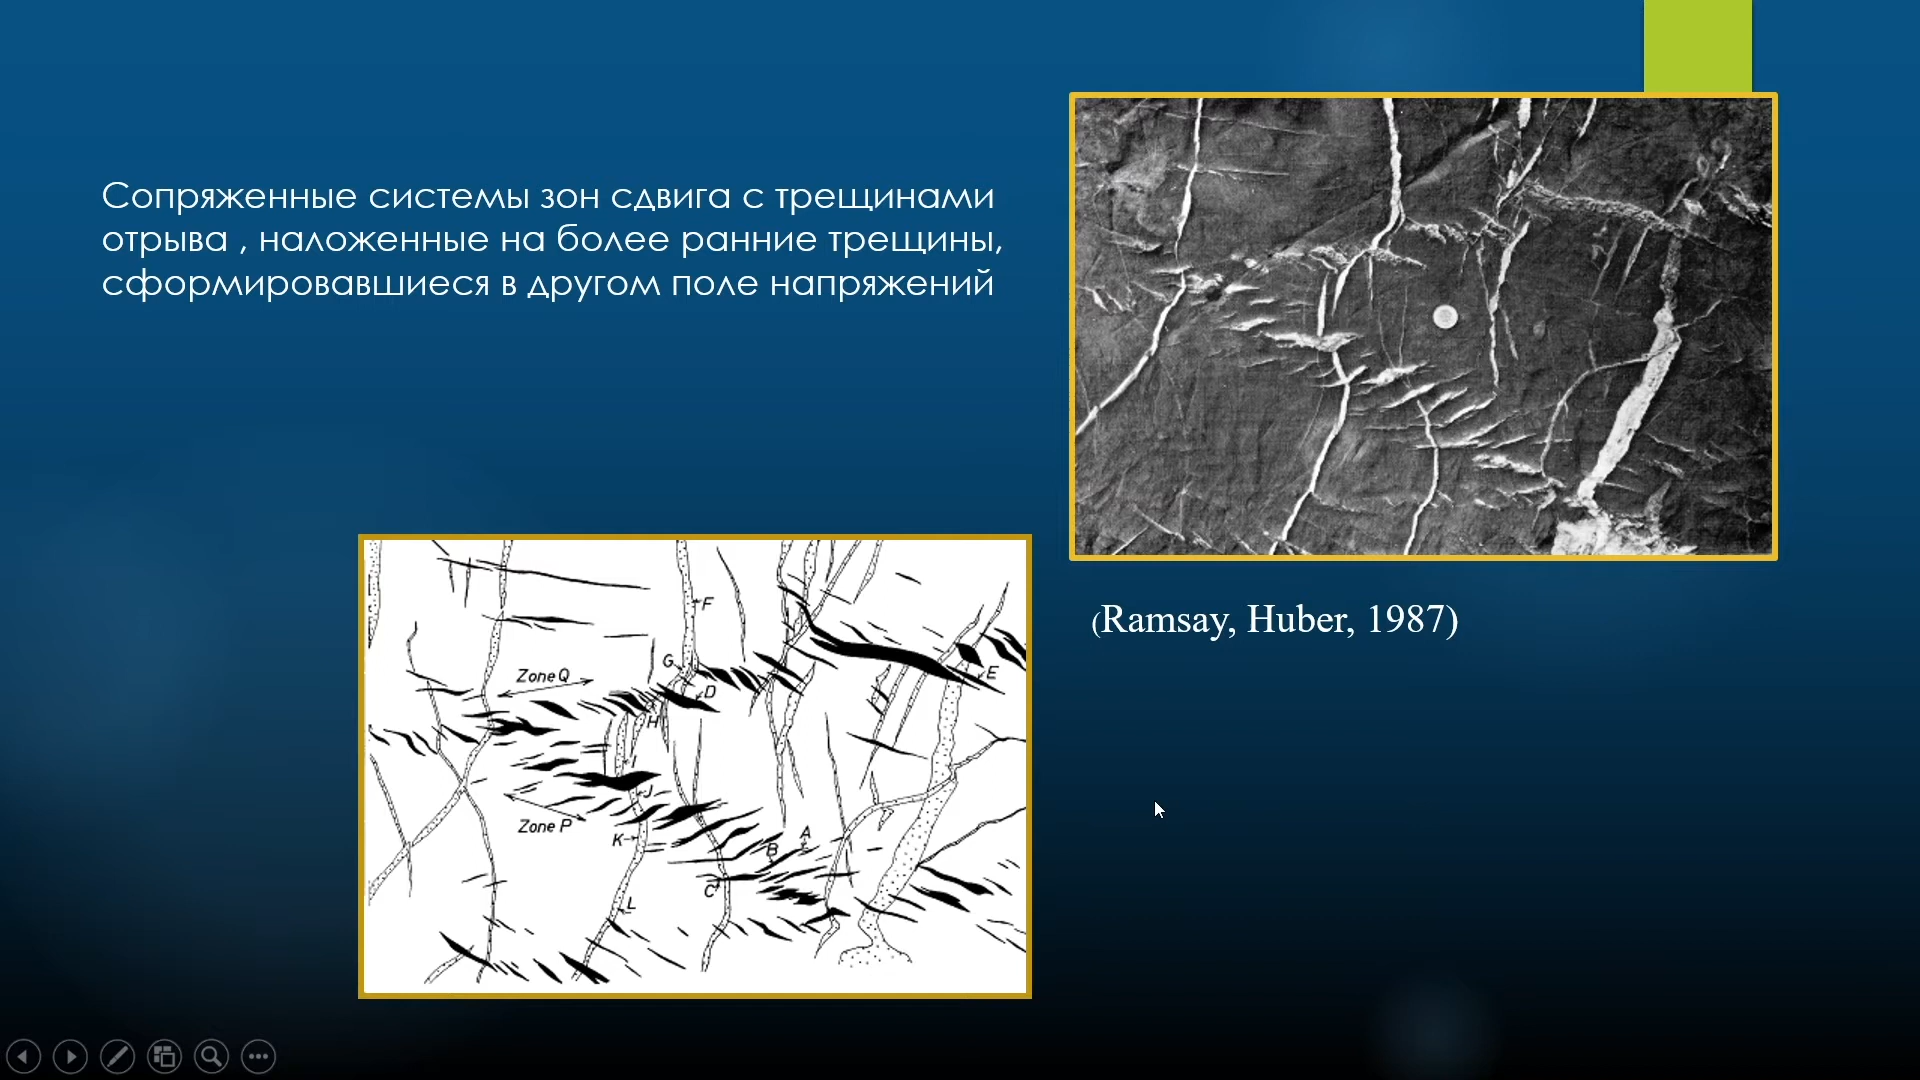 Сопряженные системы зон сдвига с трещинами
отрыва , наложенные на более ранние трещины,
сформировавшиеся в другом поле напряжений
(Ramsay, Huber, 1987)
F
G
Zone Q
E
D
H
I
J
Zone P
K
A
B
C
L